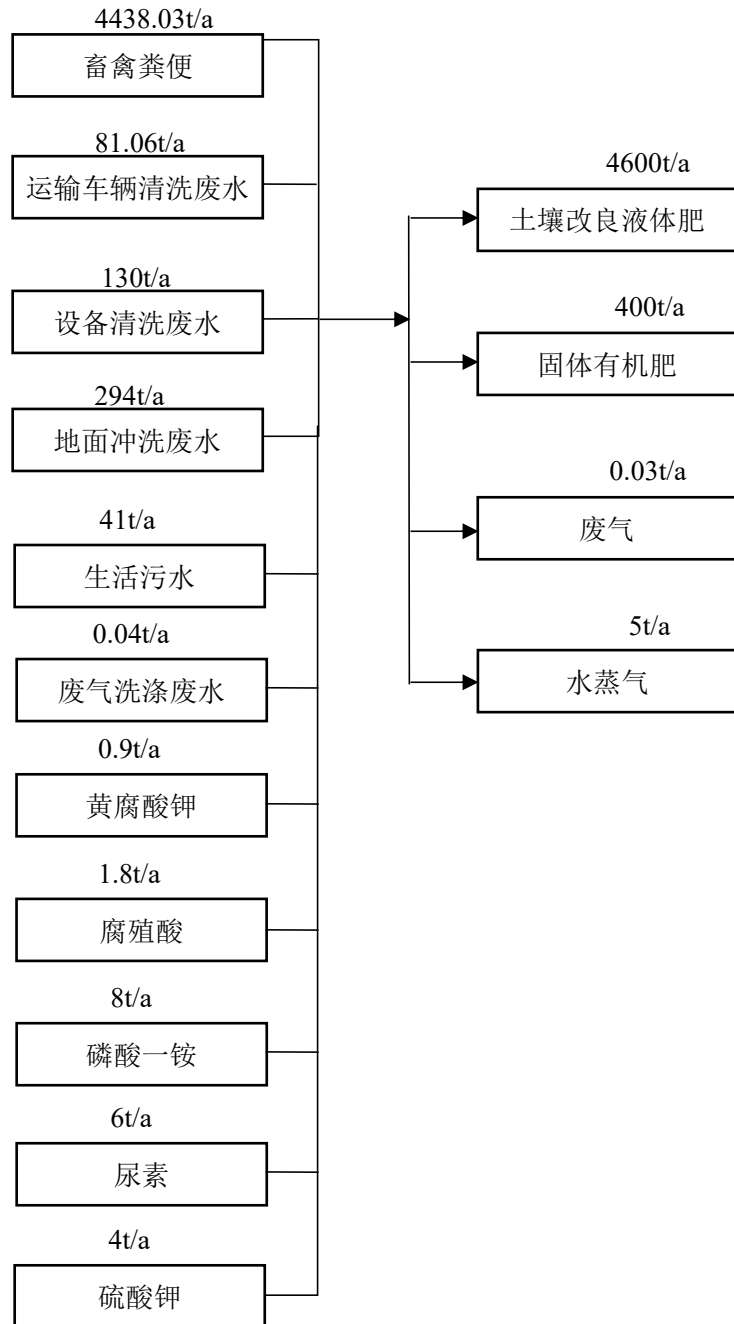 4438.03t/a
畜禽粪便
81.06t/a
运输车辆清洗废水
130t/a
设备清洗废水
294t/a
地面冲洗废水
41t/a
生活污水
0.04t/a
废气洗涤废水
0.9t/a
黄腐酸钾
1.8t/a
腐殖酸
8t/a
磷酸一铵
6t/a
尿素
4t/a
硫酸钾
4600t/a
土壤改良液体肥
400t/a
固体有机肥
0.03t/a
废气
5t/a
水蒸气